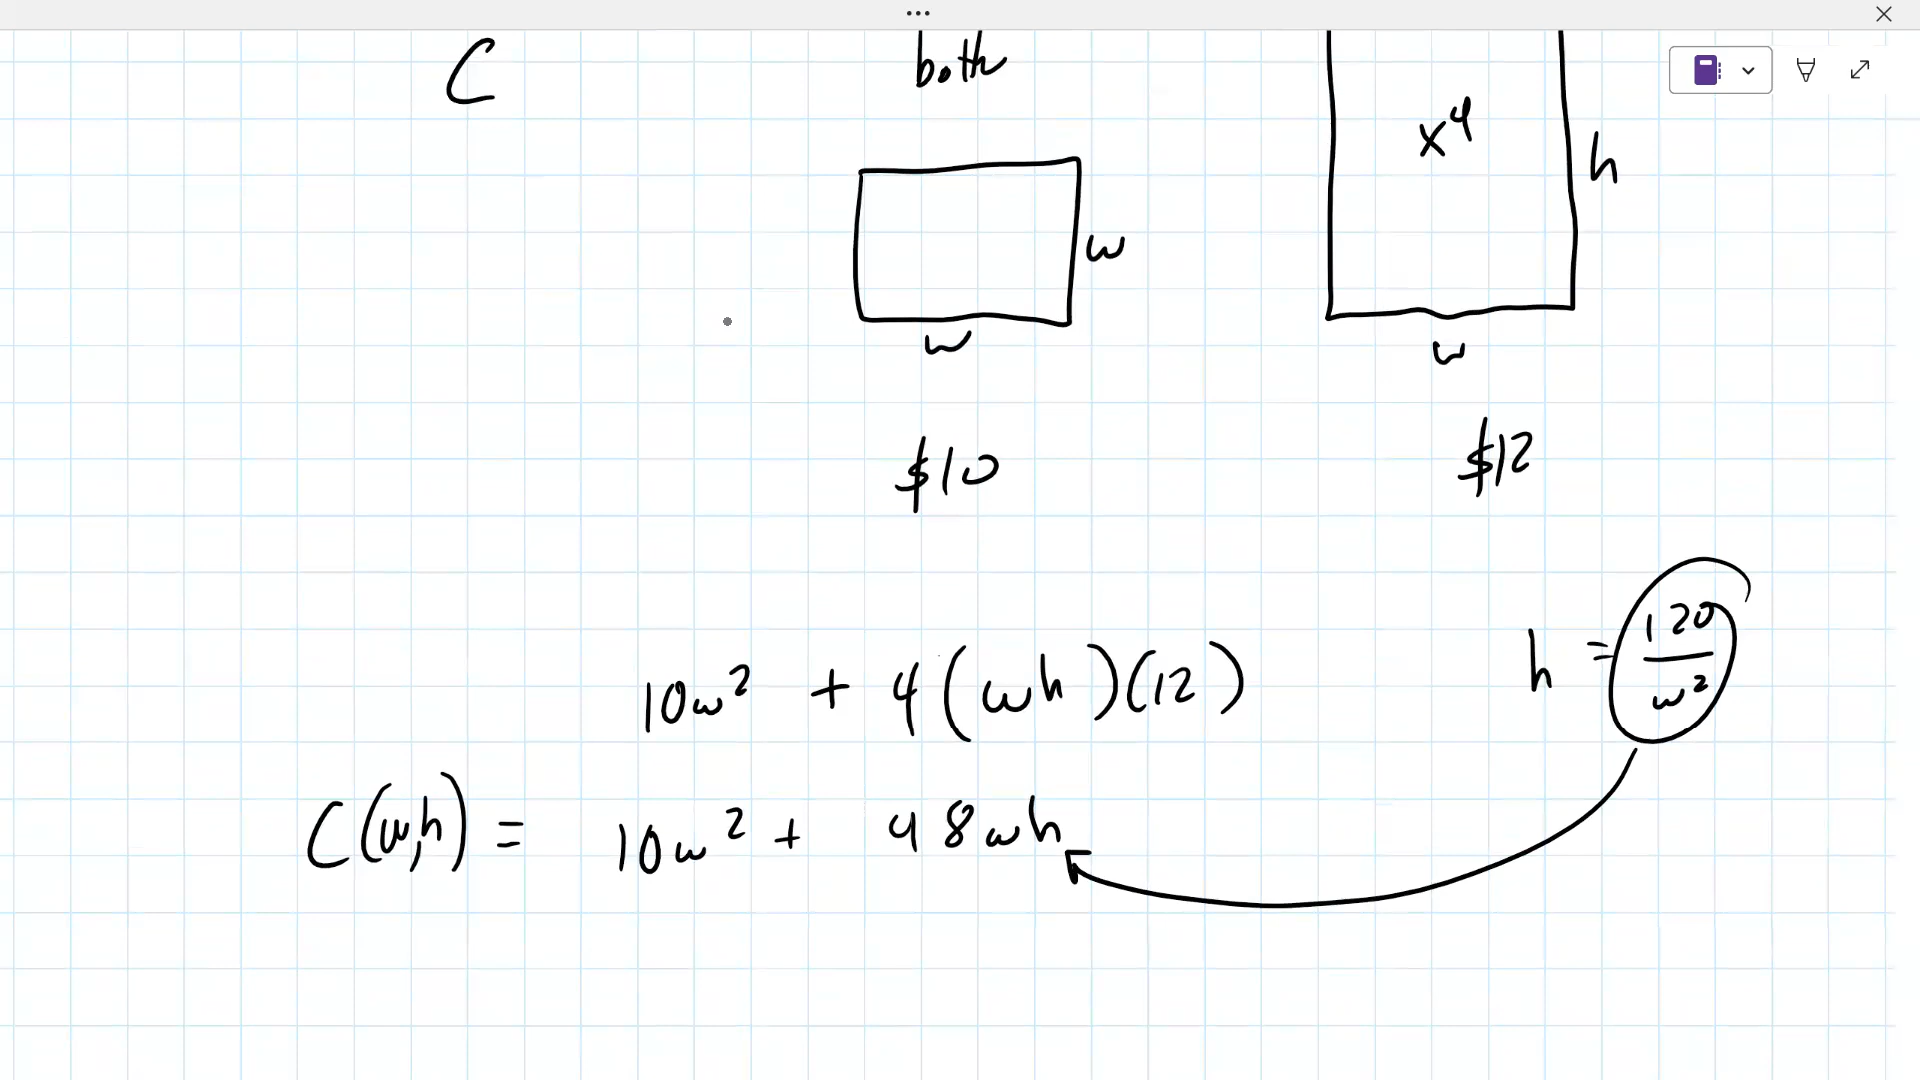 C
both
x4
h
w
w
w
$10
$12
10w² + 4(wh)(12)
h = 120/w²
C(w,h) = 10w² + 48wh